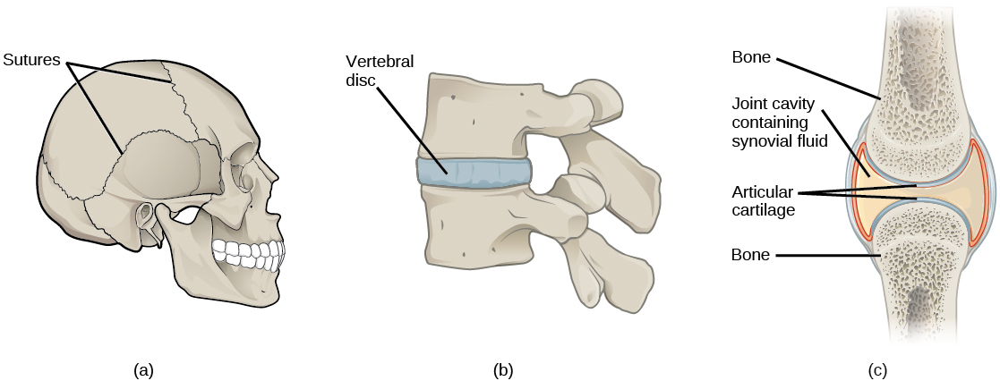 Sutures
Vertebral
disc
Bone
Joint cavity
containing
synovial fluid
Articular
cartilage
Bone
(a)
(b)
(c)